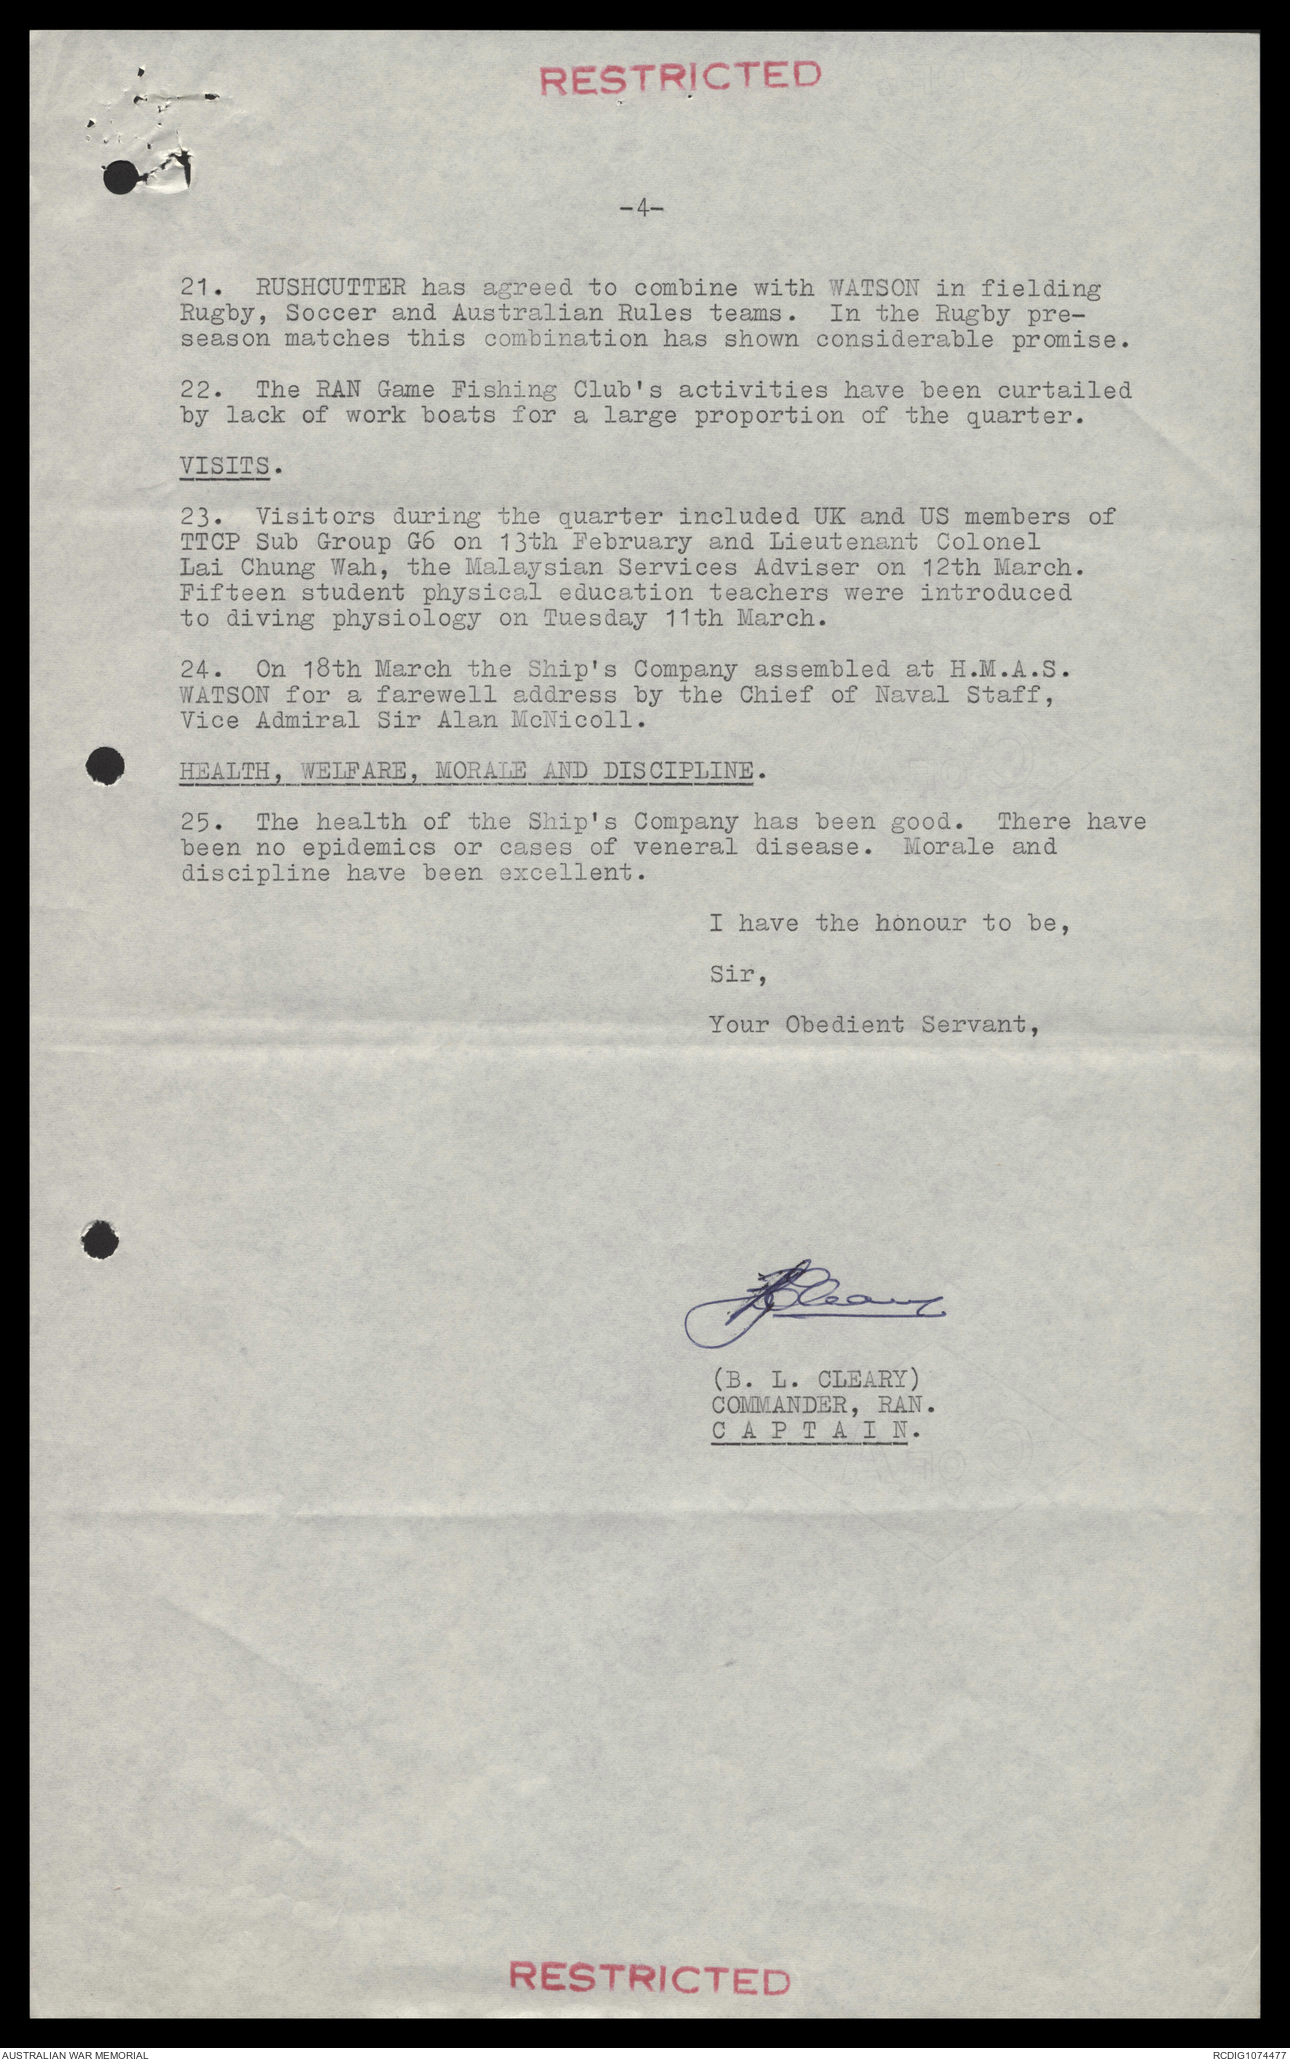 RESTRICTED
-4-
21. RUSHCUTTER has agreed to combine with WATSON in fielding
Rugby, Soccer and Australian Rules teams. In the Rugby pre-
season matches this combination has shown considerable promise.
22. The RAN Game Fishing Club's activities have been curtailed
by lack of work boats for a large proportion of the quarter.
VISITS.
23. Visitors during the quarter included UK and US members of
TTCP Sub Group G6 on 13th February and Lieutenant Colonel
Lai Chung Wah, the Malaysian Services Adviser on 12th March.
Fifteen student physical education teachers were introduced
to diving physiology on Tuesday 11th March.
24. On 18th March the Ship's Company assembled at H.M.A.S.
WATSON for a farewell address by the Chief of Naval Staff,
Vice Admiral Sir Alan McNicoll.
HEALTH, WELFARE, MORALE AND DISCIPLINE.
25. The health of the Ship's Company has been good. There have
been no epidemics or cases of veneral disease. Morale and
discipline have been excellent.
I have the honour to be,
Sir,
Your Obedient Servant,
BLCleary
(B. L. CLEARY)
COMMANDER, RAN.
C A P T A I N.
RESTRICTED
AUSTRALIAN WAR MEMORIAL
RCDIG1074477